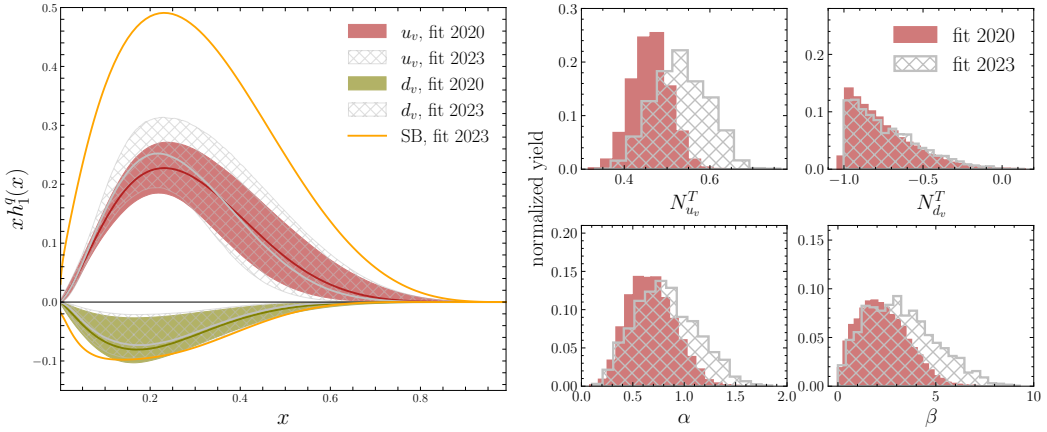 0.5
0.4
0.3
0.2
0.1
0.0
−0.1
xh₁^q(x)
u_v, fit 2020
u_v, fit 2023
d_v, fit 2020
d_v, fit 2023
SB, fit 2023
0.2 0.4 0.6 0.8
x
normalized yield
0.2
0.1
0.0
0.4 0.6
N^T_{u_v}
fit 2020
fit 2023
0.2
0.1
0.0
−1.0 −0.5 0.0
N^T_{d_v}
0.20
0.15
0.10
0.05
0.00
0.0 0.5 1.0 1.5 2.0
α
0.15
0.10
0.05
0.00
0 5 10
β